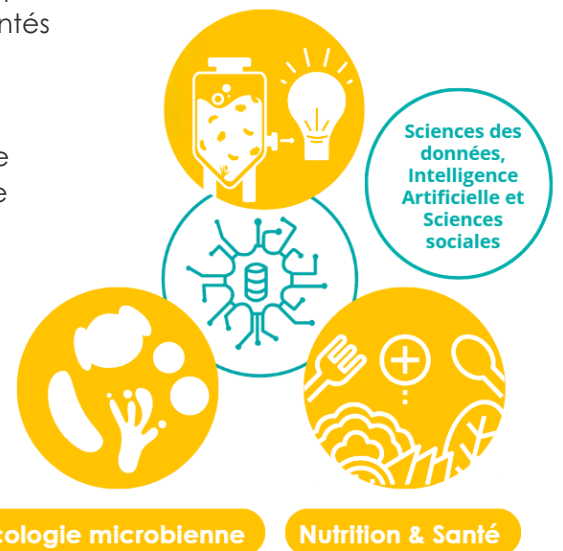 ntés
e
e
Sciences des
données,
Intelligence
Artificielle et
Sciences
sociales
cologie microbienne
Nutrition & Santé